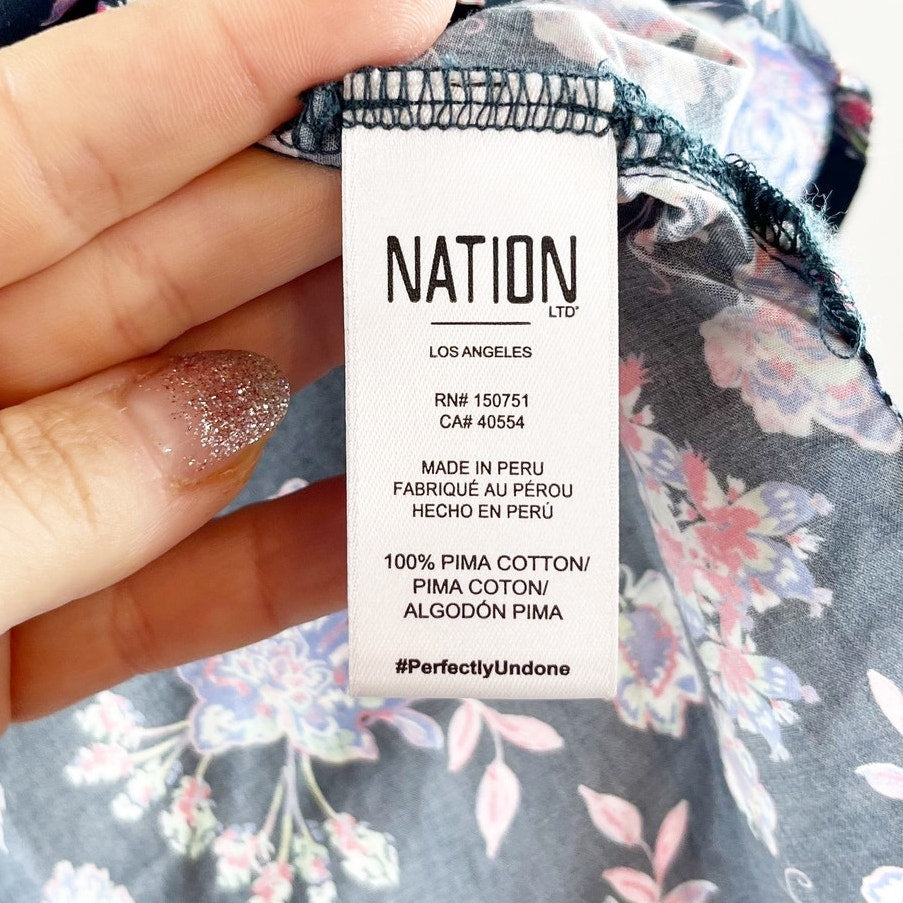 NATION
LTD®
LOS ANGELES
RN# 150751
CA# 40554
MADE IN PERU
FABRIQUÉ AU PÉROU
HECHO EN PERÚ
100% PIMA COTTON/
PIMA COTON/
ALGODÓN PIMA
#PerfectlyUndone